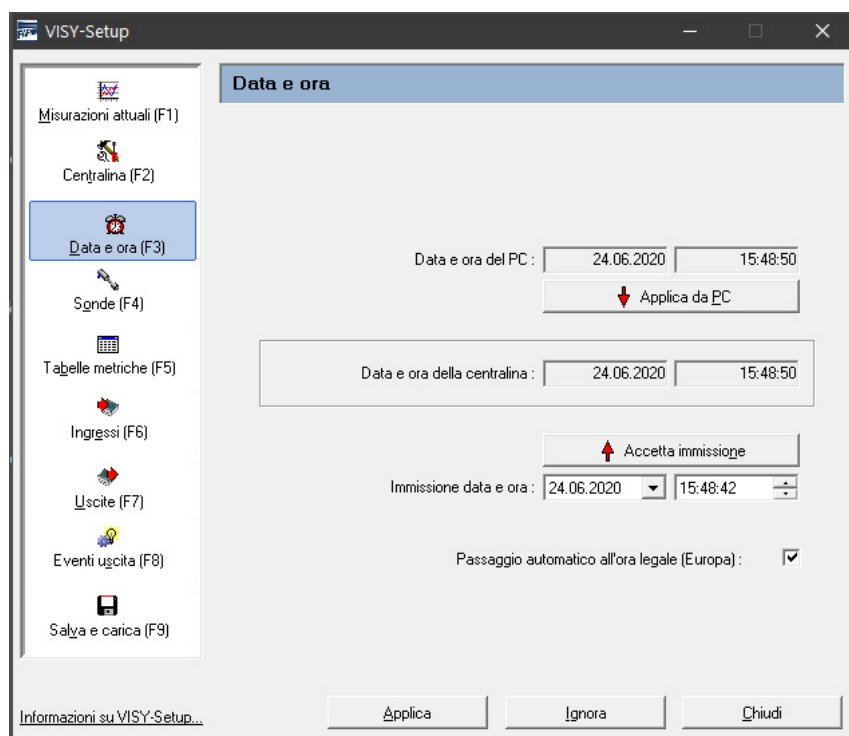 VISY-Setup
Misurazioni attuali (F1)
Centralina (F2)
Data e ora (F3)
Sonde (F4)
Tabelle metriche (F5)
Ingressi (F6)
Uscite (F7)
Eventi uscita (F8)
Salva e carica (F9)
Informazioni su VISY-Setup...
Data e ora
Data e ora del PC : 24.06.2020 15:48:50
Applica da PC
Data e ora della centralina : 24.06.2020 15:48:50
Accetta immissione
Immissione data e ora : 24.06.2020 15:48:42
Passaggio automatico all'ora legale (Europa) :
Applica Ignora Chiudi